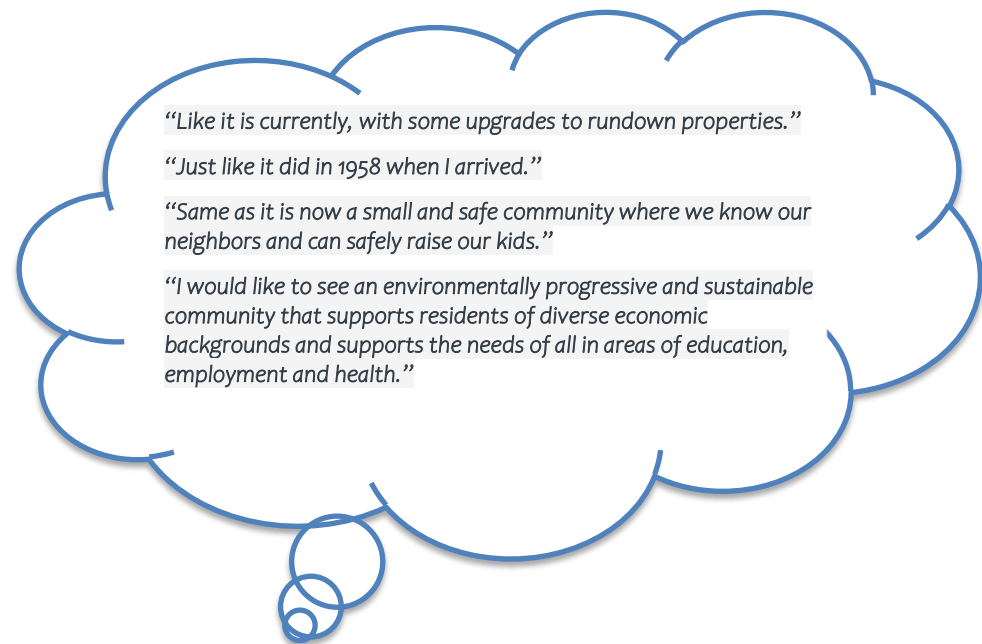 “Like it is currently, with some upgrades to rundown properties.”
“Just like it did in 1958 when I arrived.”
“Same as it is now a small and safe community where we know our
neighbors and can safely raise our kids.”
“I would like to see an environmentally progressive and sustainable
community that supports residents of diverse economic
backgrounds and supports the needs of all in areas of education,
employment and health.”